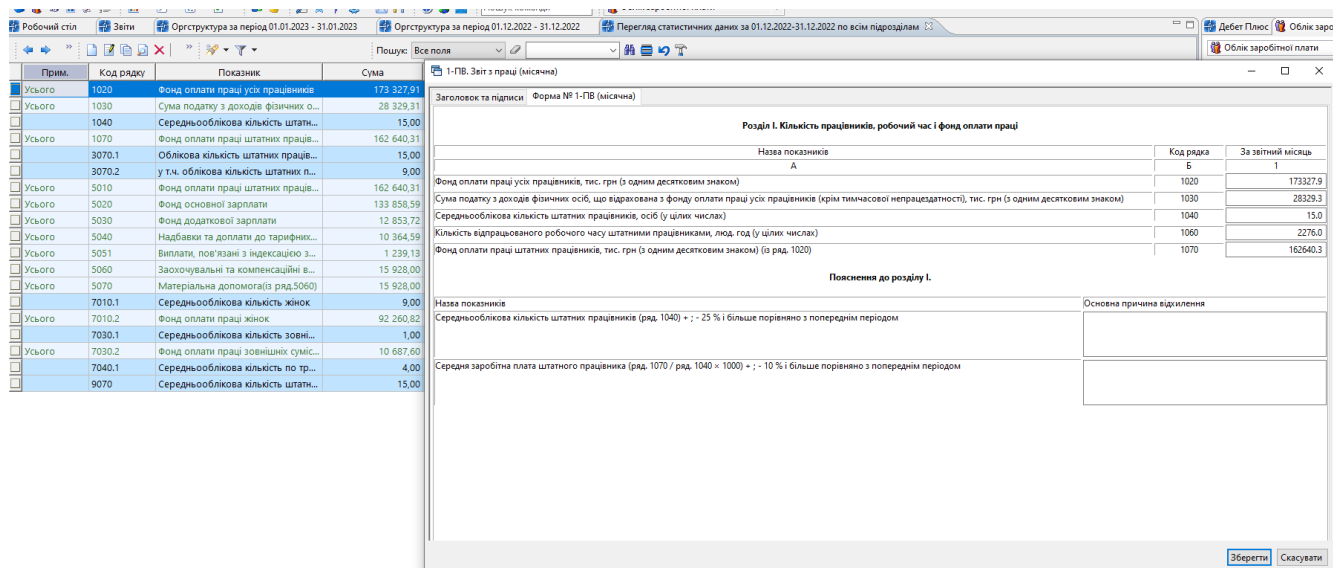 Робочий стіл
Звіти
Оргструктура за період 01.01.2023 - 31.01.2023
Оргструктура за період 01.12.2022 - 31.12.2022
Перегляд статистичних даних за 01.12.2022-31.12.2022 по всім підрозділам
Дебет Плюс
Облік заро
Пошук: Все поля
Облік заробітної плати
Прим. Код рядку Показник Сума
Усього 1020 Фонд оплати праці усіх працівників 173 327,91
Усього 1030 Сума податку з доходів фізичних о... 28 329,31
1040 Середньооблікова кількість штатн... 15,00
Усього 1070 Фонд оплати праці штатних праців... 162 640,31
3070.1 Облікова кількість штатних праців... 15,00
3070.2 у т.ч. облікова кількість штатних п... 9,00
Усього 5010 Фонд оплати праці штатних праців... 162 640,31
Усього 5020 Фонд основної зарплати 133 858,59
Усього 5030 Фонд додаткової зарплати 12 853,72
Усього 5040 Надбавки та доплати до тарифних... 10 364,59
Усього 5051 Виплати, пов'язані з індексацією з... 1 239,13
Усього 5060 Заохочувальні та компенсаційні в... 15 928,00
Усього 5070 Матеріальна допомога(із ряд.5060) 15 928,00
7010.1 Середньооблікова кількість жінок 9,00
Усього 7010.2 Фонд оплати праці жінок 92 260,82
7030.1 Середньооблікова кількість зовні... 1,00
Усього 7030.2 Фонд оплати праці зовнішніх суміс... 10 687,60
7040.1 Середньооблікова кількість по тр... 4,00
9070 Середньооблікова кількість штатн... 15,00
1-ПВ. Звіт з праці (місячна)
Заголовок та підписи Форма № 1-ПВ (місячна)
Розділ І. Кількість працівників, робочий час і фонд оплати праці
Назва показників Код рядка За звітний місяць
А Б 1
Фонд оплати праці усіх працівників, тис. грн (з одним десятковим знаком) 1020 173327.9
Сума податку з доходів фізичних осіб, що відрахована з фонду оплати праці усіх працівників (крім тимчасової непрацездатності), тис. грн (з одним десятковим знаком) 1030 28329.3
Середньооблікова кількість штатних працівників, осіб (у цілих числах) 1040 15.0
Кількість відпрацьованого робочого часу штатними працівниками, люд. год (у цілих числах) 1060 2276.0
Фонд оплати праці штатних працівників, тис. грн (з одним десятковим знаком) (із ряд. 1020) 1070 162640.3
Пояснення до розділу І.
Назва показників Основна причина відхилення
Середньооблікова кількість штатних працівників (ряд. 1040) + ; - 25 % і більше порівняно з попереднім періодом
Середня заробітна плата штатного працівника (ряд. 1070 / ряд. 1040 × 1000) + ; - 10 % і більше порівняно з попереднім періодом
Зберегти Скасувати